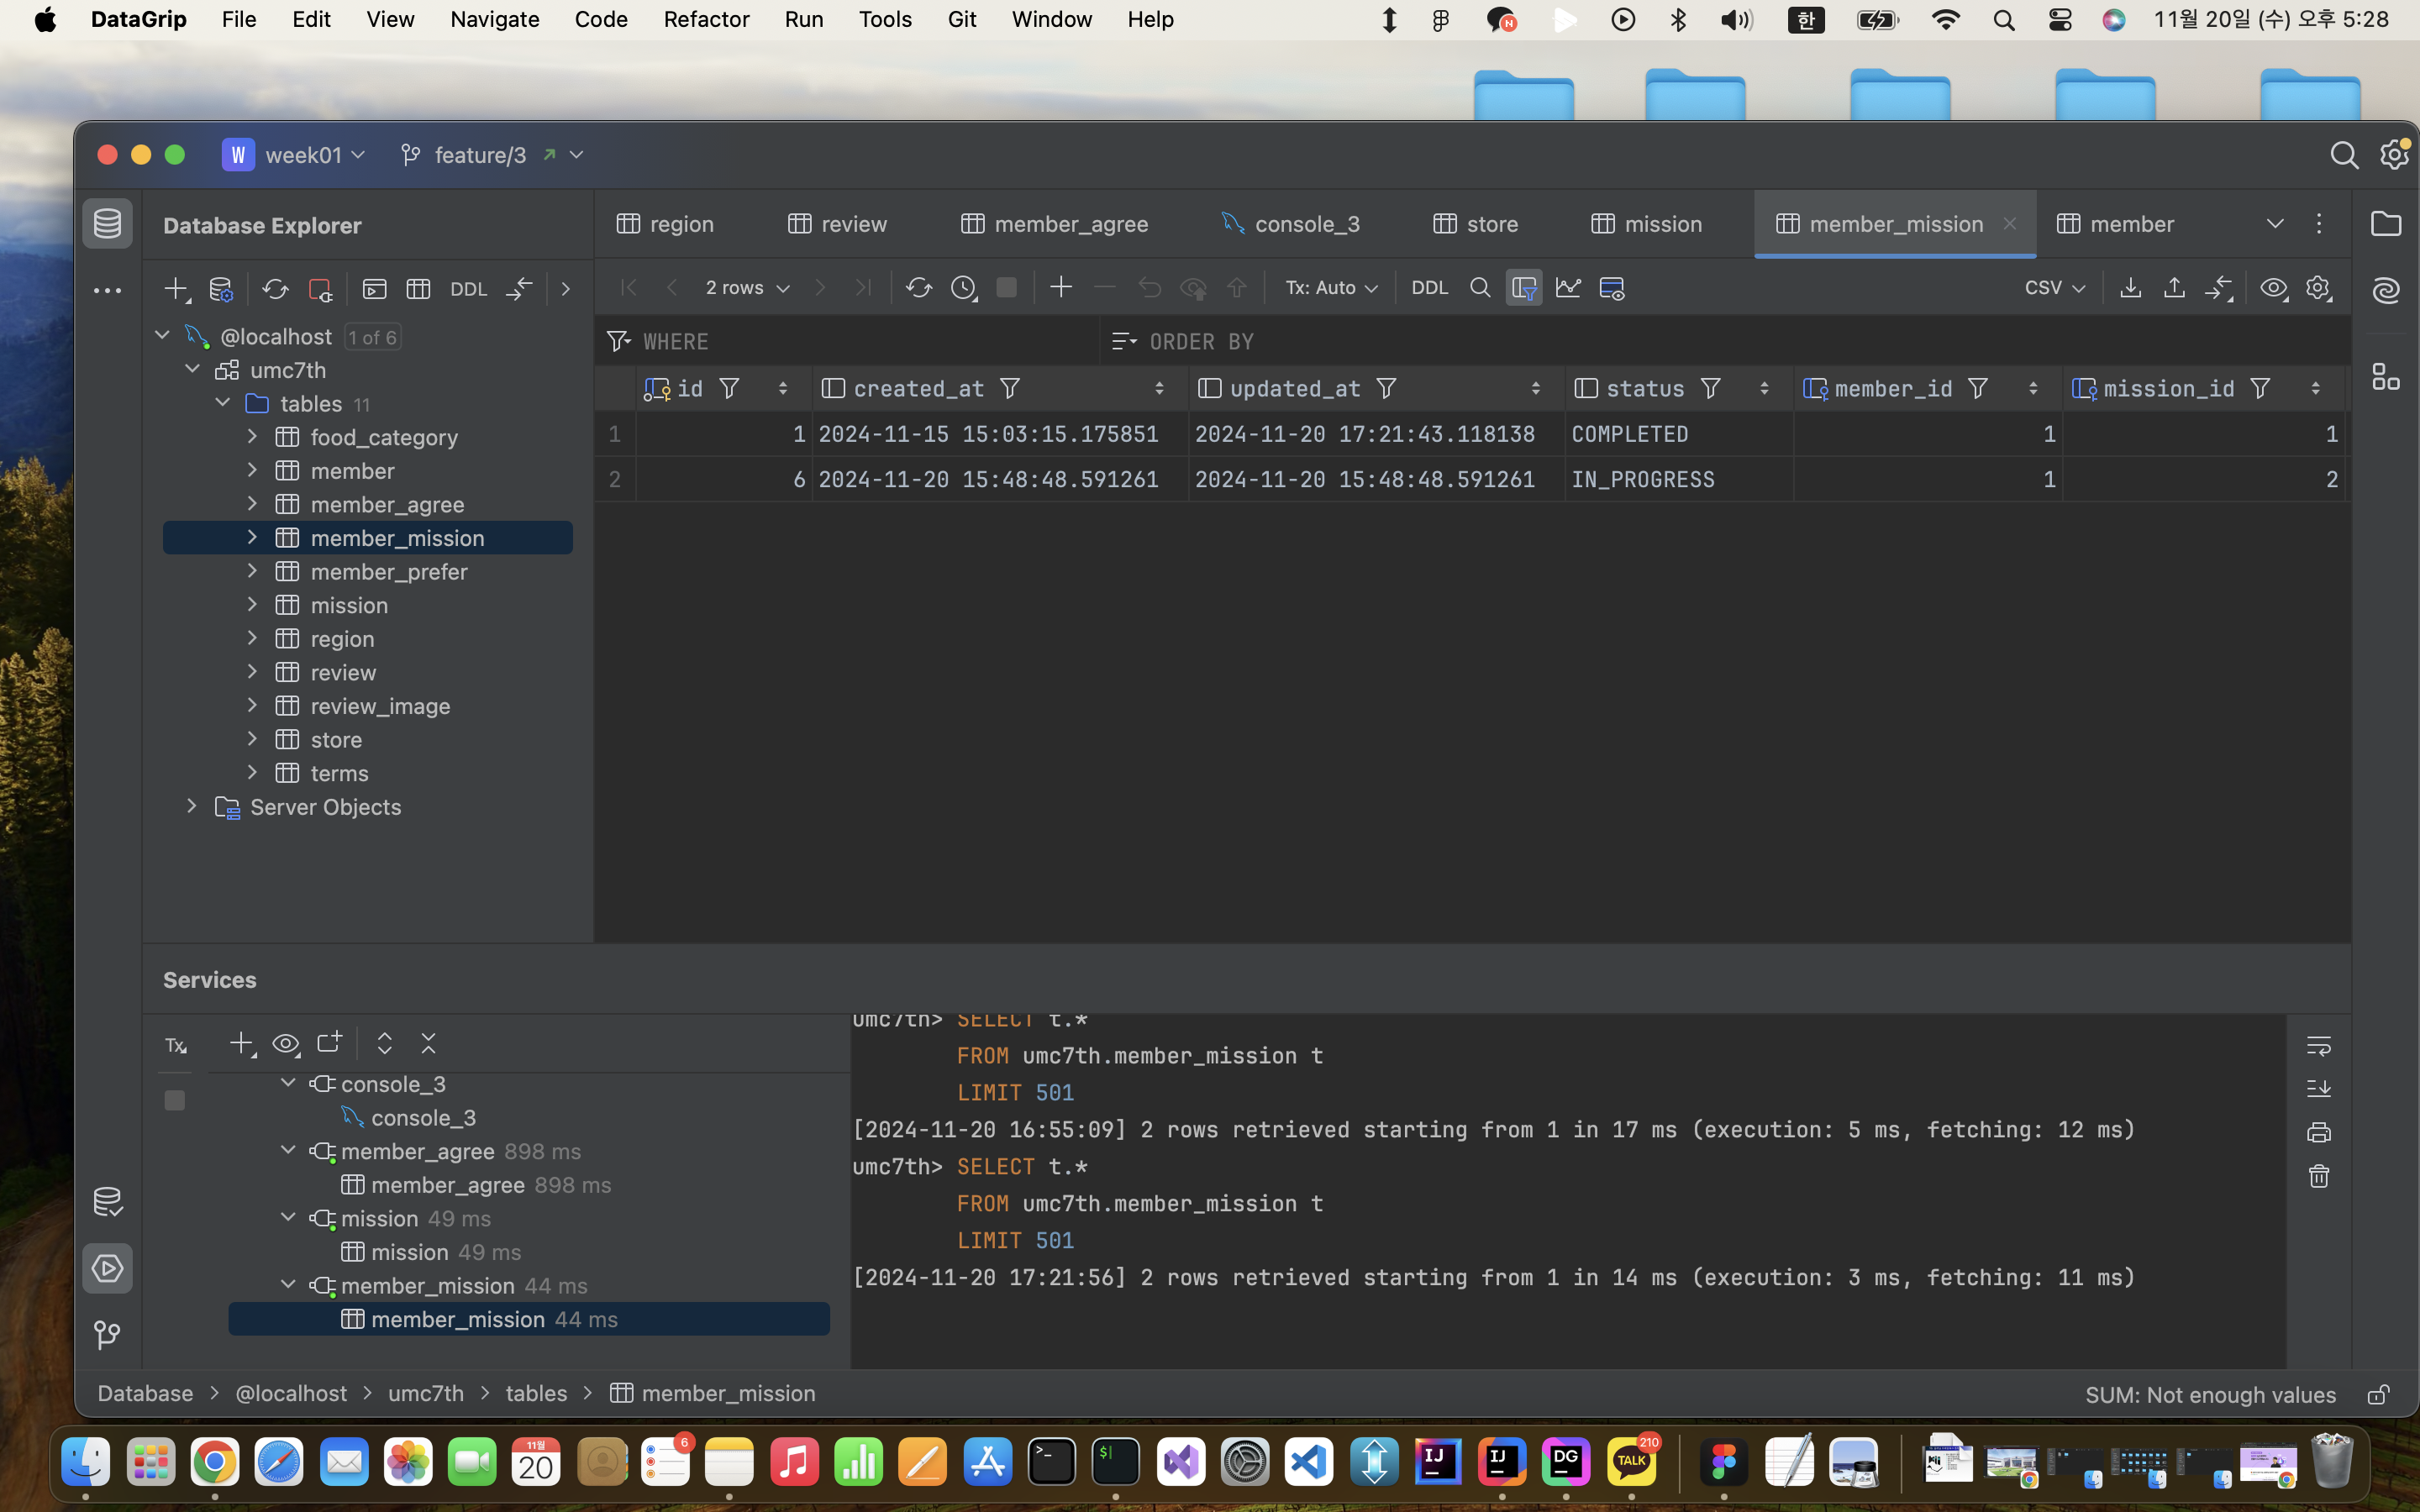 DataGrip File Edit View Navigate Code Refactor Run Tools Git Window Help N 한 11월 20일 (수) 오후 5:28
W week01 feature/3
Database Explorer
region review member_agree console_3 store mission member_mission member
DDL
2 rows Tx: Auto DDL CSV
WHERE ORDER BY
@localhost 1 of 6
umc7th
tables 11
food_category
member
member_agree
member_mission
member_prefer
mission
region
review
review_image
store
terms
Server Objects
id created_at updated_at status member_id mission_id
1 1 2024-11-15 15:03:15.175851 2024-11-20 17:21:43.118138 COMPLETED 1 1
2 6 2024-11-20 15:48:48.591261 2024-11-20 15:48:48.591261 IN_PROGRESS 1 2
Services
Tx
console_3
console_3
member_agree 898 ms
member_agree 898 ms
mission 49 ms
mission 49 ms
member_mission 44 ms
member_mission 44 ms
umc7th> SELECT t.*
FROM umc7th.member_mission t
LIMIT 501
[2024-11-20 16:55:09] 2 rows retrieved starting from 1 in 17 ms (execution: 5 ms, fetching: 12 ms)
umc7th> SELECT t.*
FROM umc7th.member_mission t
LIMIT 501
[2024-11-20 17:21:56] 2 rows retrieved starting from 1 in 14 ms (execution: 3 ms, fetching: 11 ms)
Database > @localhost > umc7th > tables > member_mission
SUM: Not enough values
11월
20
6
>_
$
IJ
IJ
DG
TALK
210